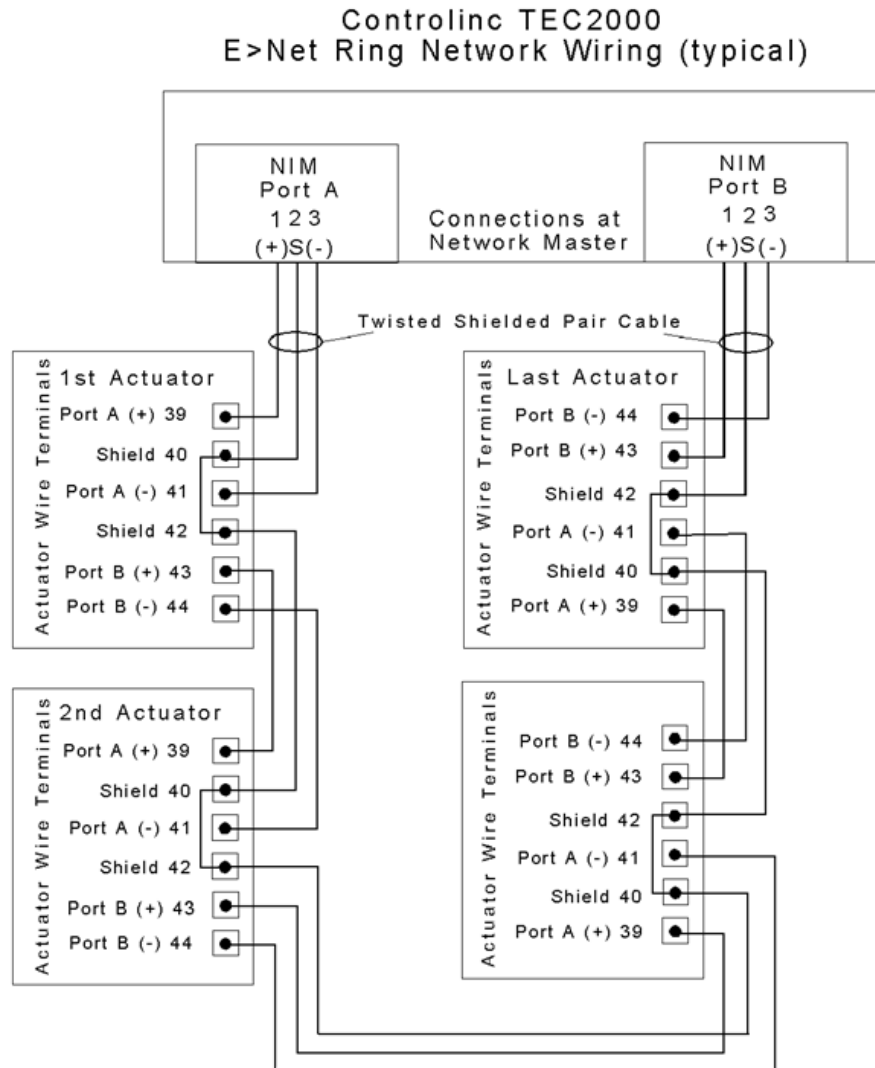 Controlinc TEC2000
E>Net Ring Network Wiring (typical)
NIM
Port A
1 2 3
(+)S(-)
Connections at
Network Master
NIM
Port B
1 2 3
(+)S(-)
Twisted Shielded Pair Cable
Actuator Wire Terminals
1st Actuator
Port A (+) 39
Shield 40
Port A (-) 41
Shield 42
Port B (+) 43
Port B (-) 44
Actuator Wire Terminals
Last Actuator
Port B (-) 44
Port B (+) 43
Shield 42
Port A (-) 41
Shield 40
Port A (+) 39
Actuator Wire Terminals
2nd Actuator
Port A (+) 39
Shield 40
Port A (-) 41
Shield 42
Port B (+) 43
Port B (-) 44
Actuator Wire Terminals
Port B (-) 44
Port B (+) 43
Shield 42
Port A (-) 41
Shield 40
Port A (+) 39